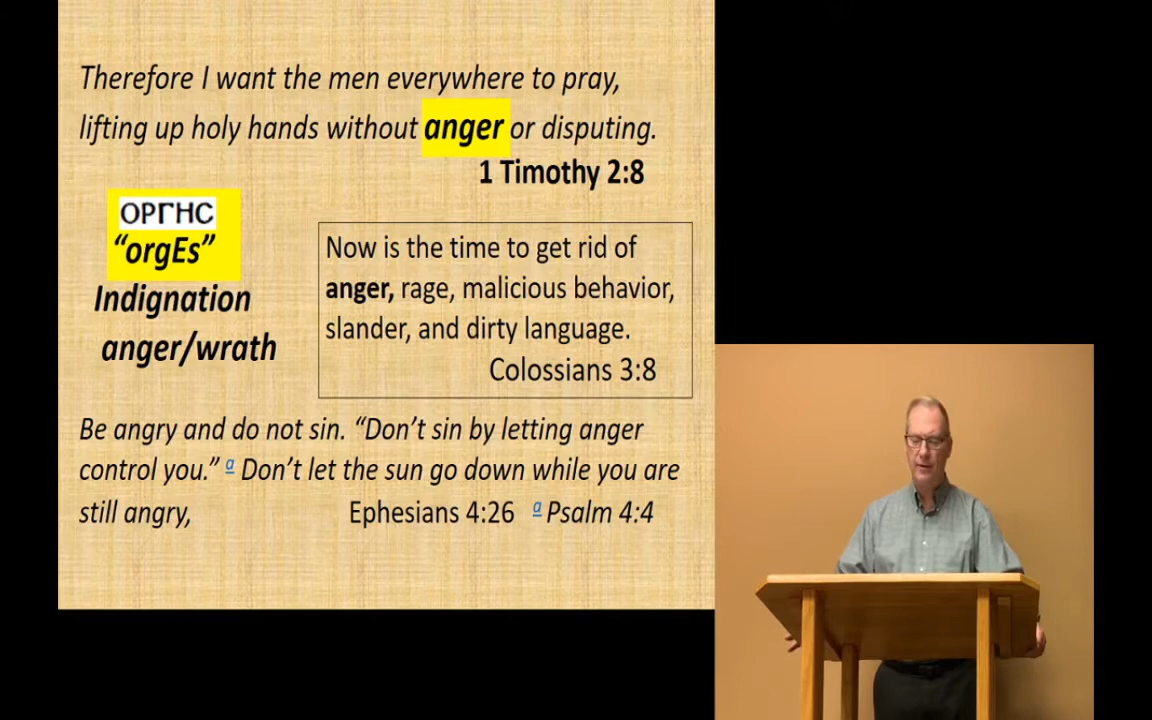 Therefore I want the men everywhere to pray,
lifting up holy hands without anger or disputing.
1 Timothy 2:8
ΟΡΓΗС
“orgEs”
Indignation
anger/wrath
Now is the time to get rid of
anger, rage, malicious behavior,
slander, and dirty language.
Colossians 3:8
Be angry and do not sin. “Don’t sin by letting anger
control you.” a Don’t let the sun go down while you are
still angry, Ephesians 4:26 a Psalm 4:4